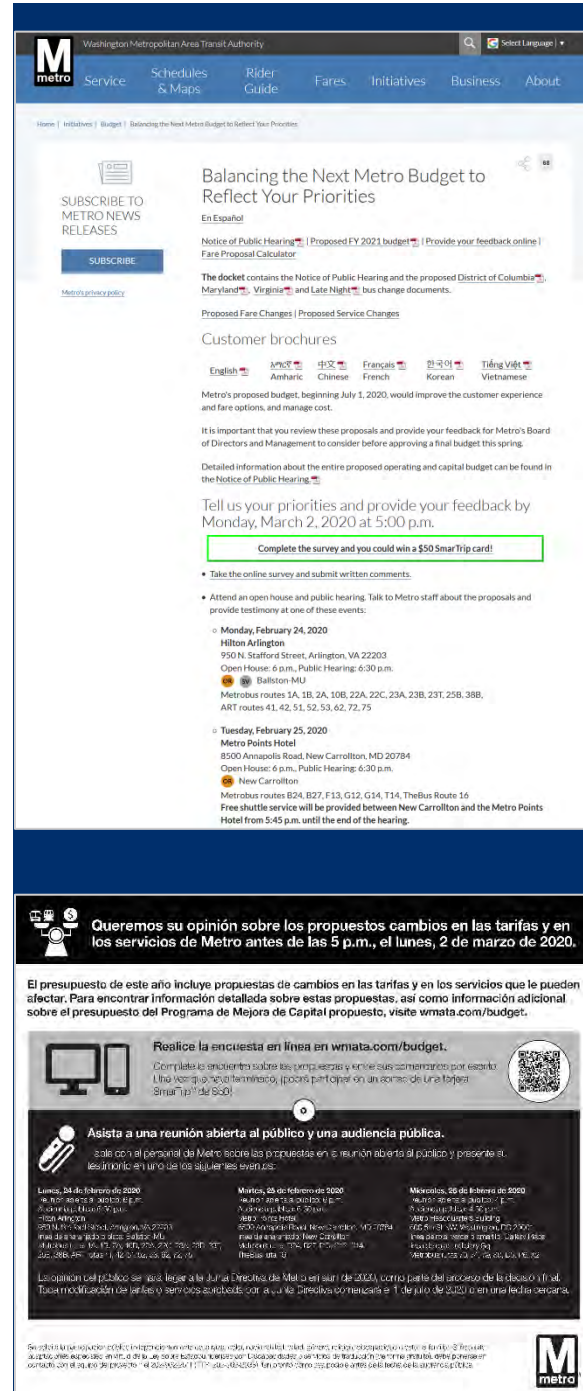 Washington Metropolitan Area Transit Authority
Select Language
M
metro
Service
Schedules & Maps
Rider Guide
Fares
Initiatives
Business
About
Home | Initiatives | Budget | Balancing the Next Metro Budget to Reflect Your Priorities
SUBSCRIBE TO
METRO NEWS
RELEASES
SUBSCRIBE
Metro's privacy policy
Balancing the Next Metro Budget to
Reflect Your Priorities
En Español
Notice of Public Hearing | Proposed FY 2021 budget | Provide your feedback online |
Fare Proposal Calculator
The docket contains the Notice of Public Hearing and the proposed District of Columbia,
Maryland, Virginia and Late Night bus change documents.
Proposed Fare Changes | Proposed Service Changes
Customer brochures
English
አማርኛ Amharic
中文 Chinese
Français French
한국어 Korean
Tiếng Việt Vietnamese
Metro's proposed budget, beginning July 1, 2020, would improve the customer experience
and fare options, and manage cost.
It is important that you review these proposals and provide your feedback for Metro's Board
of Directors and Management to consider before approving a final budget this spring.
Detailed information about the entire proposed operating and capital budget can be found in
the Notice of Public Hearing.
Tell us your priorities and provide your feedback by
Monday, March 2, 2020 at 5:00 p.m.
Complete the survey and you could win a $50 SmarTrip card!
• Take the online survey and submit written comments.
• Attend an open house and public hearing. Talk to Metro staff about the proposals and
provide testimony at one of these events:
○ Monday, February 24, 2020
Hilton Arlington
950 N. Stafford Street, Arlington, VA 22203
Open House: 6 p.m., Public Hearing: 6:30 p.m.
OR SV Ballston-MU
Metrobus routes 1A, 1B, 2A, 10B, 22A, 22C, 23A, 23B, 23T, 25B, 38B,
ART routes 41, 42, 51, 52, 53, 62, 72, 75
○ Tuesday, February 25, 2020
Metro Points Hotel
8500 Annapolis Road, New Carrollton, MD 20784
Open House: 6 p.m., Public Hearing: 6:30 p.m.
OR New Carrollton
Metrobus routes B24, B27, F13, G12, G14, T14, TheBus Route 16
Free shuttle service will be provided between New Carrollton and the Metro Points
Hotel from 5:45 p.m. until the end of the hearing.
Queremos su opinión sobre los propuestos cambios en las tarifas y en
los servicios de Metro antes de las 5 p.m., el lunes, 2 de marzo de 2020.
El presupuesto de este año incluye propuestas de cambios en las tarifas y en los servicios que le pueden
afectar. Para encontrar información detallada sobre estas propuestas, así como información adicional
sobre el presupuesto del Programa de Mejora de Capital propuesto, visite wmata.com/budget.
Realice la encuesta en línea en wmata.com/budget.
o
Asista a una reunión abierta al público y una audiencia pública.
Lunes, 24 de febrero de 2020
Martes, 25 de febrero de 2020
Miércoles, 26 de febrero de 2020
M
metro